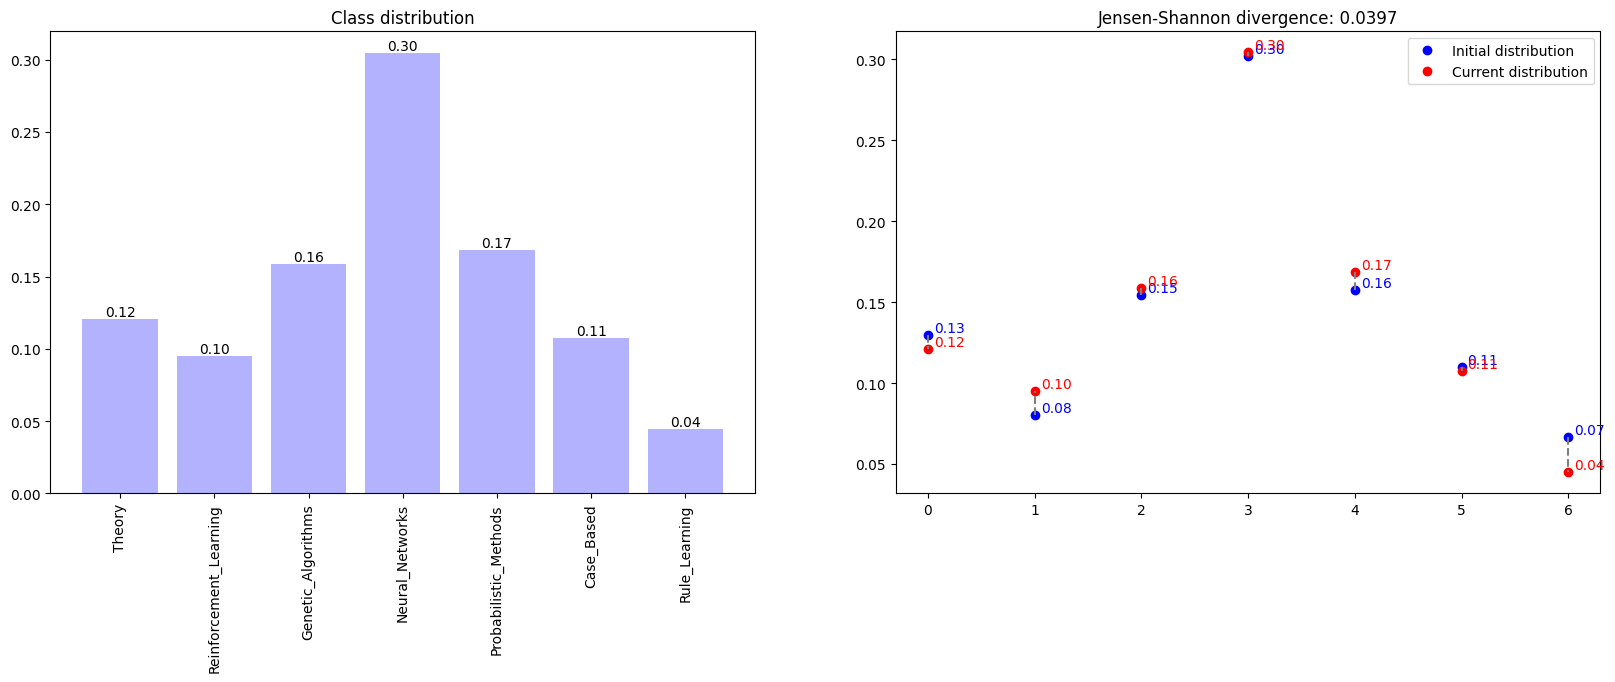 Class distribution
0.30
0.25
0.20
0.15
0.10
0.05
0.00
0.12
0.10
0.16
0.30
0.17
0.11
0.04
Theory
Reinforcement_Learning
Genetic_Algorithms
Neural_Networks
Probabilistic_Methods
Case_Based
Rule_Learning
Jensen-Shannon divergence: 0.0397
Initial distribution
Current distribution
0.30
0.25
0.20
0.15
0.10
0.05
0.13
0.12
0.10
0.08
0.16
0.15
0.30
0.30
0.17
0.16
0.11
0.11
0.07
0.04
0 1 2 3 4 5 6